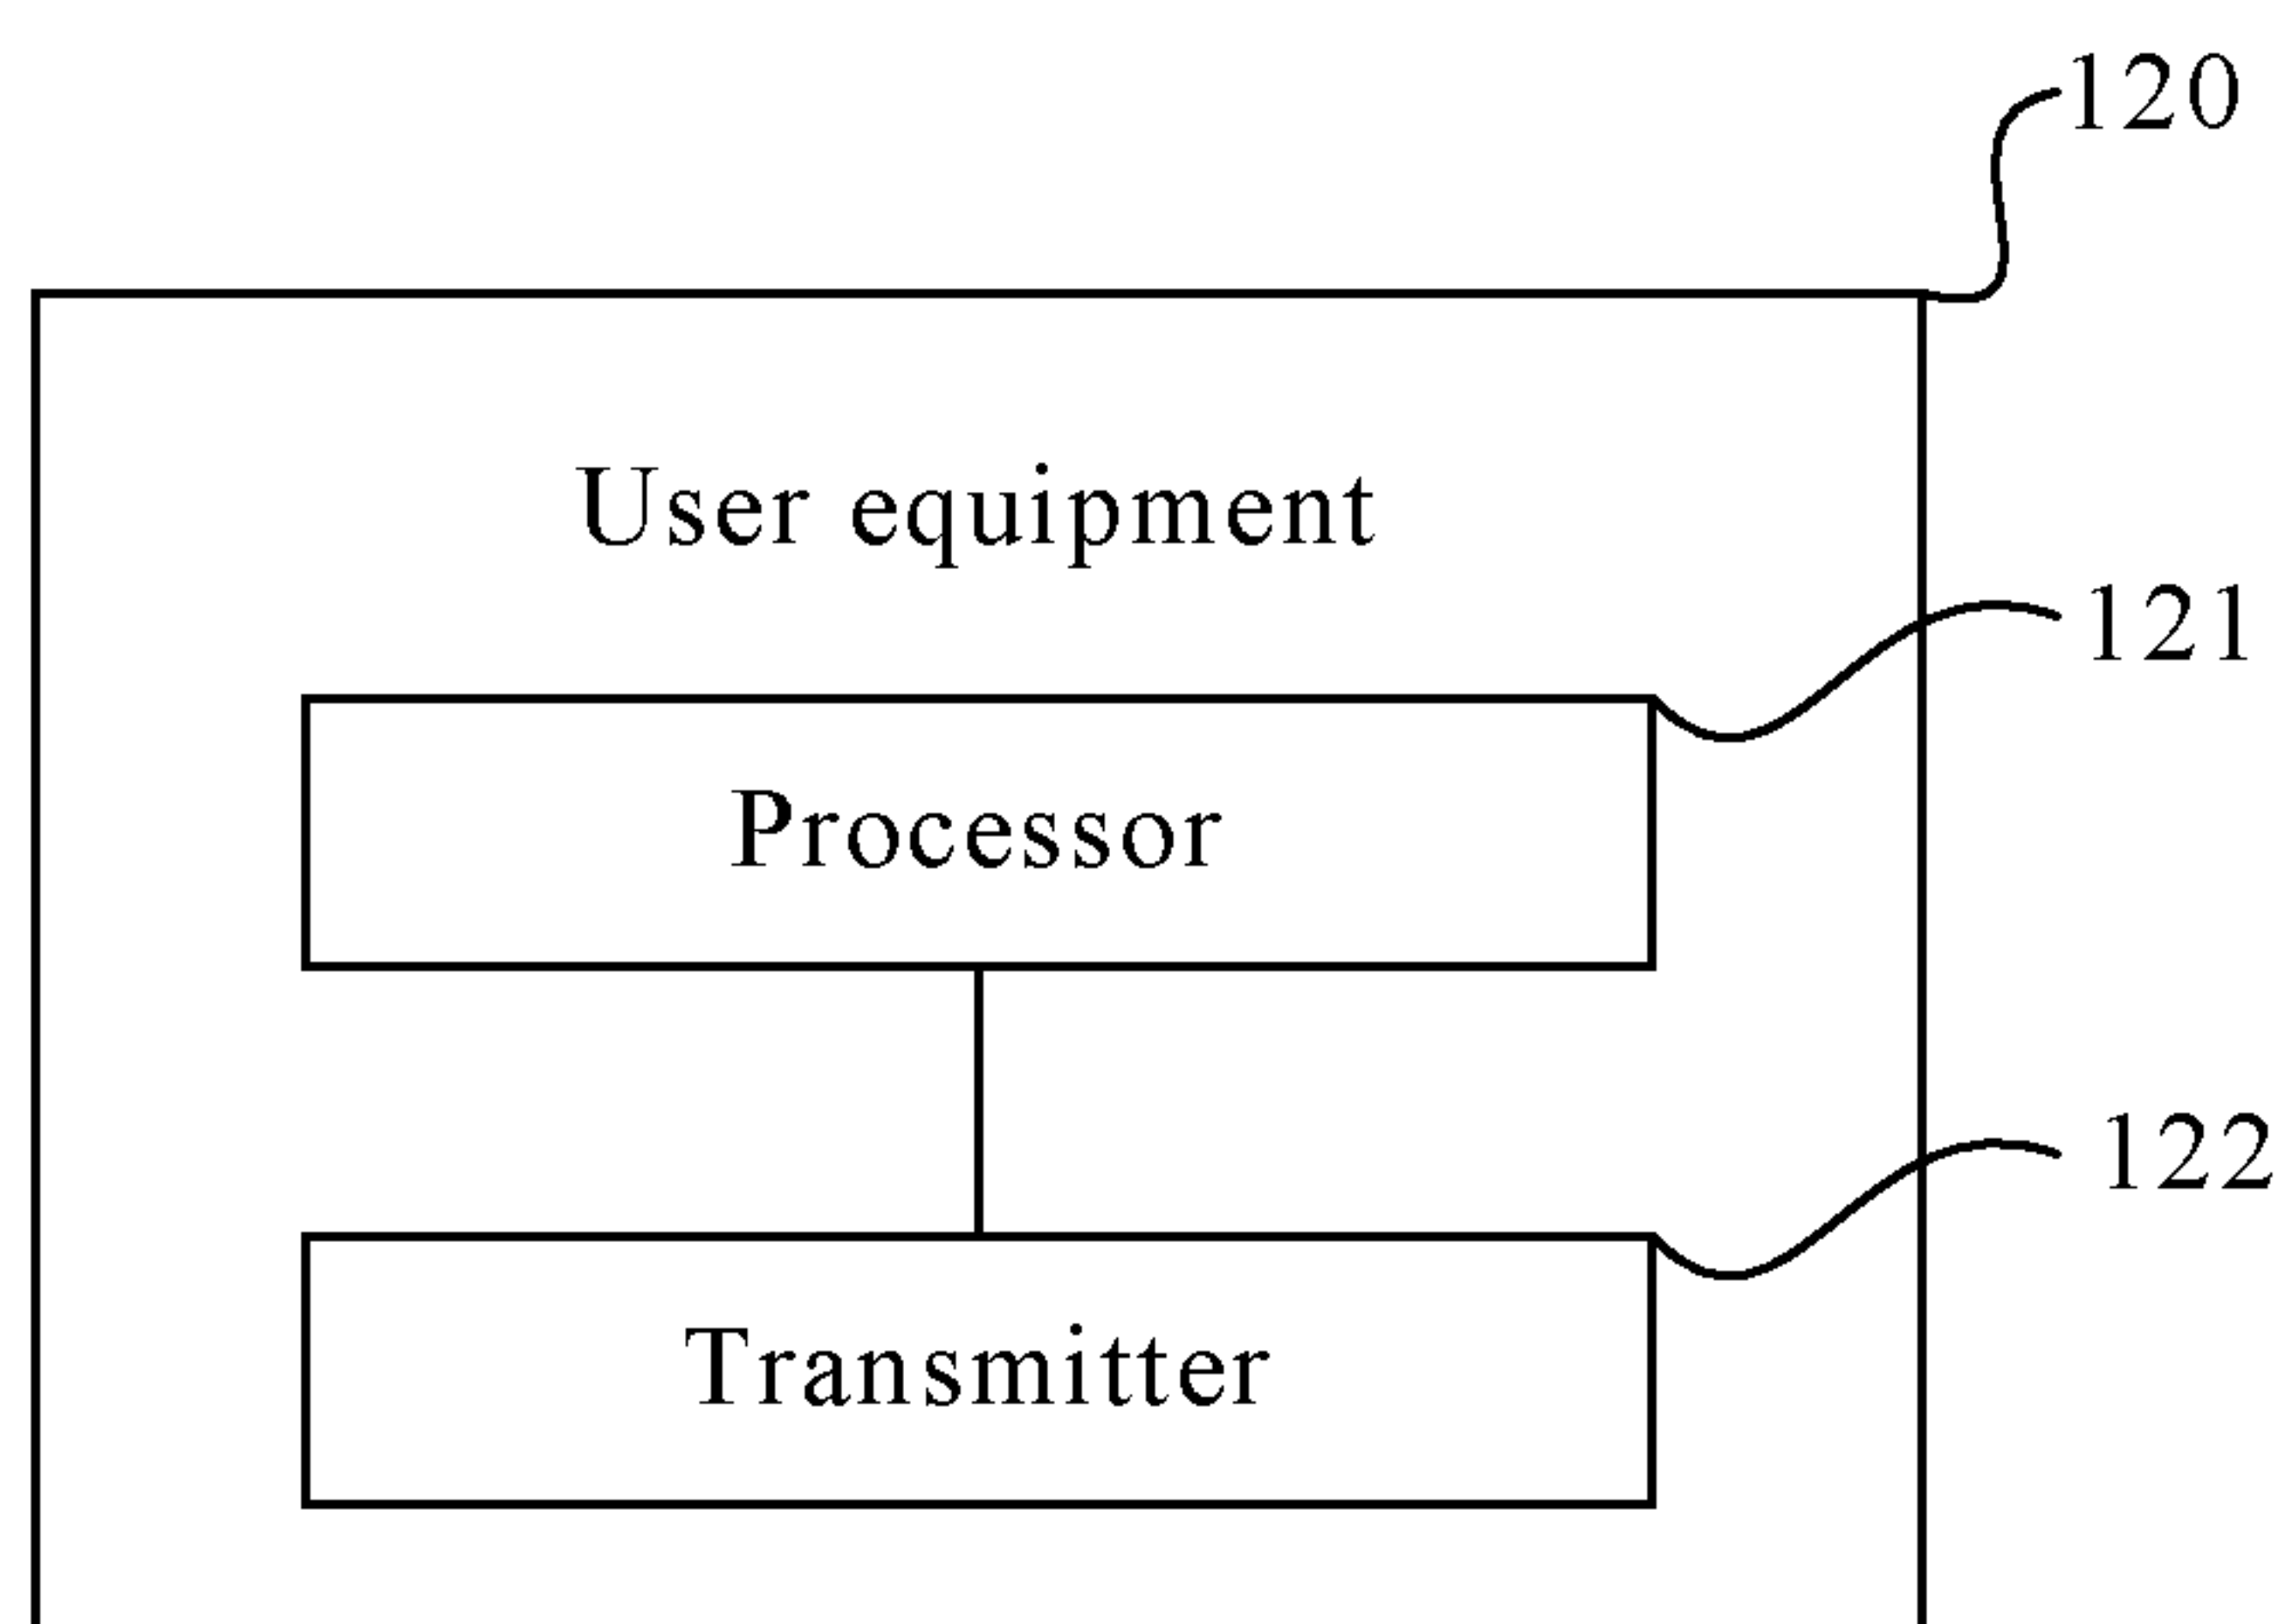 120
User equipment
121
Processor
122
Transmitter